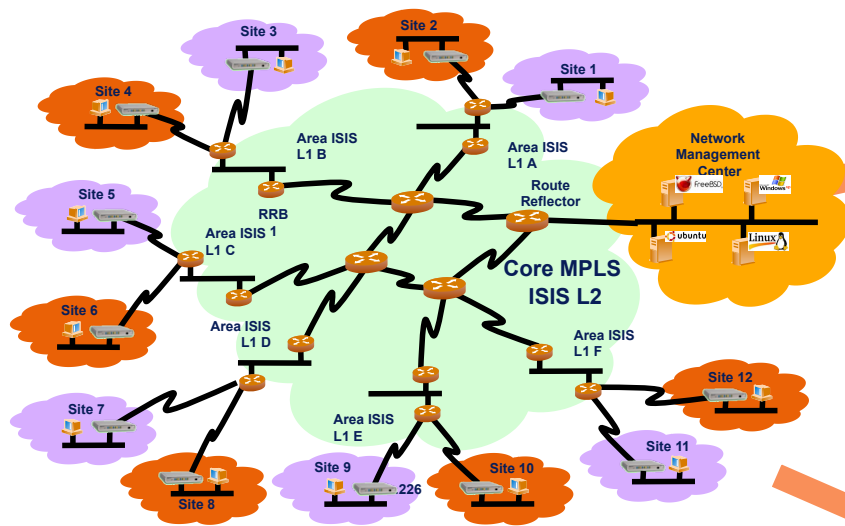 Site 3
Site 2
Site 1
Site 4
Area ISIS
L1 B
Area ISIS
L1 A
Network
Management
Center
Route
Reflector
FreeBSD
Windows
RRB
1
Site 5
Area ISIS
L1 C
ubuntu
Linux
Core MPLS
ISIS L2
Site 6
Area ISIS
L1 D
Area ISIS
L1 F
Site 12
Site 7
Area ISIS
L1 E
Site 11
Site 9
.226
Site 10
Site 8